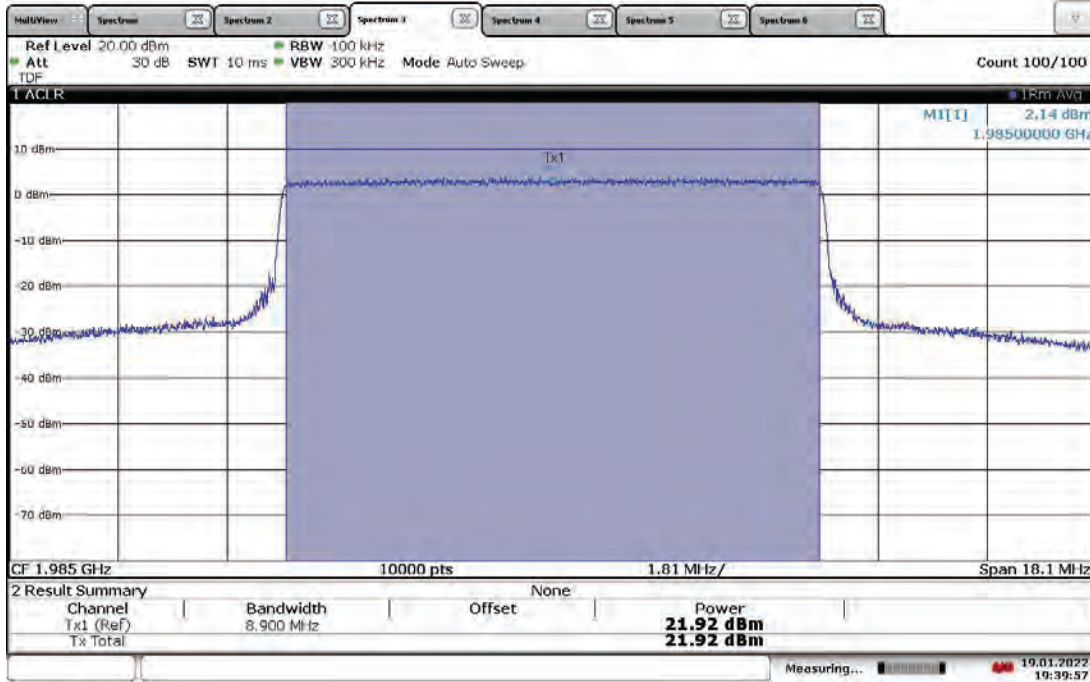 MultiView Spectrum Spectrum 2 Spectrum 3 Spectrum 4 Spectrum 5 Spectrum 6
Ref Level 20.00 dBm RBW 100 kHz
Att 30 dB SWT 10 ms VBW 300 kHz Mode Auto Sweep Count 100/100
TDF
1 ACLR 1Rm Avg
M1[1] 2.14 dBm
1.98500000 GHz
10 dBm
Tx1
0 dBm
-10 dBm
-20 dBm
-30 dBm
-40 dBm
-50 dBm
-60 dBm
-70 dBm
CF 1.985 GHz 10000 pts 1.81 MHz/ Span 18.1 MHz
2 Result Summary None
Channel Bandwidth Offset Power
Tx1 (Ref) 8.900 MHz 21.92 dBm
Tx Total 21.92 dBm
Measuring... 19.01.2022
19:39:57